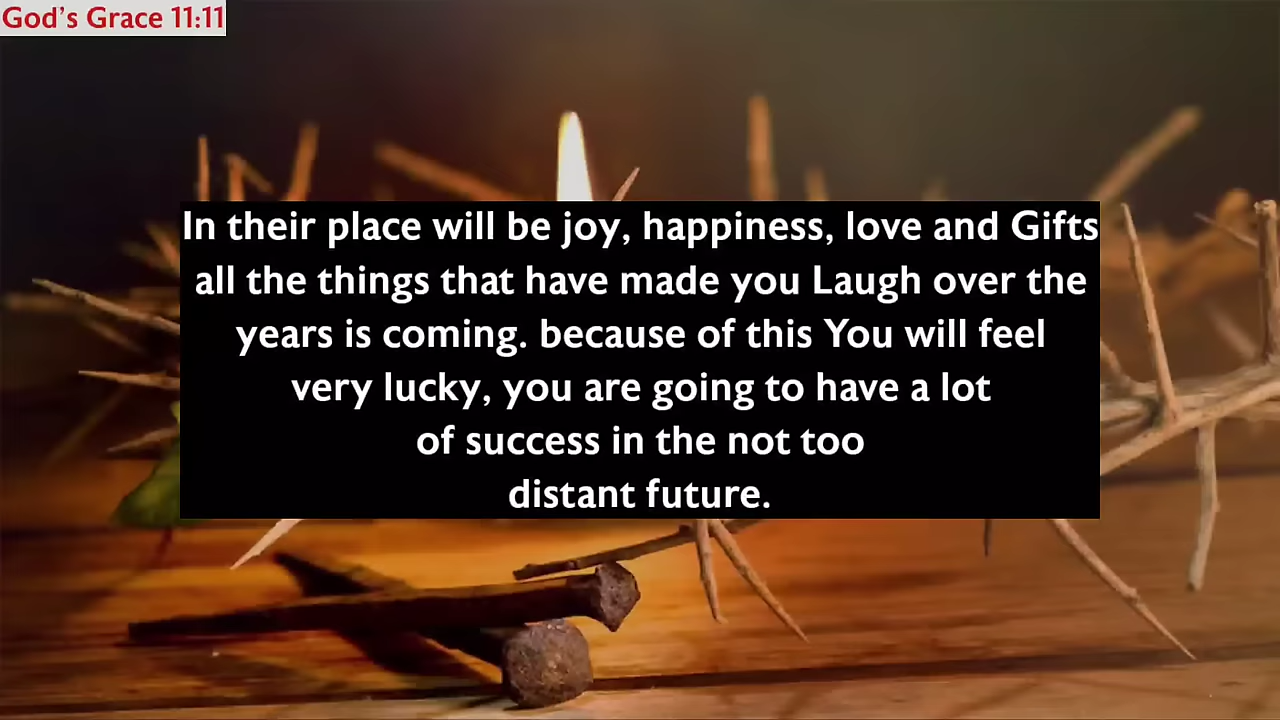 God's Grace 11:11
In their place will be joy, happiness, love and Gifts
all the things that have made you Laugh over the
years is coming. because of this You will feel
very lucky, you are going to have a lot
of success in the not too
distant future.